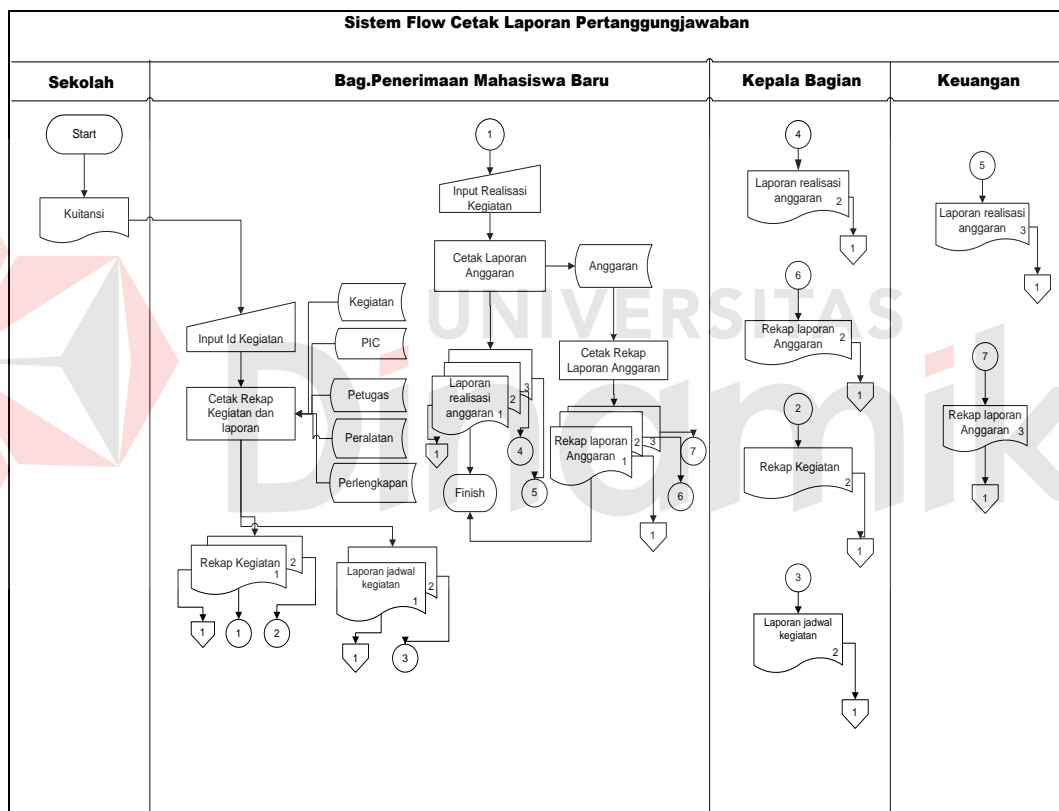 Sistem Flow Cetak Laporan Pertanggungjawaban
Sekolah
Bag.Penerimaan Mahasiswa Baru
Kepala Bagian
Keuangan
Start
Kuitansi
Input Id Kegiatan
Cetak Rekap
Kegiatan dan
laporan
Kegiatan
PIC
Petugas
Peralatan
Perlengkapan
Rekap Kegiatan
1
2
1
1
2
Laporan jadwal
kegiatan
1
2
1
3
1
Input Realisasi
Kegiatan
Cetak Laporan
Anggaran
Anggaran
Laporan
realisasi
anggaran
1
2
3
1
4
5
Finish
Cetak Rekap
Laporan Anggaran
Rekap laporan
Anggaran
1
2
3
1
6
7
4
Laporan realisasi
anggaran
2
1
6
Rekap laporan
Anggaran
2
1
2
Rekap Kegiatan
2
1
3
Laporan jadwal
kegiatan
2
1
5
Laporan realisasi
anggaran
3
1
7
Rekap laporan
Anggaran
3
1
UNIVERSITAS
Dinamika